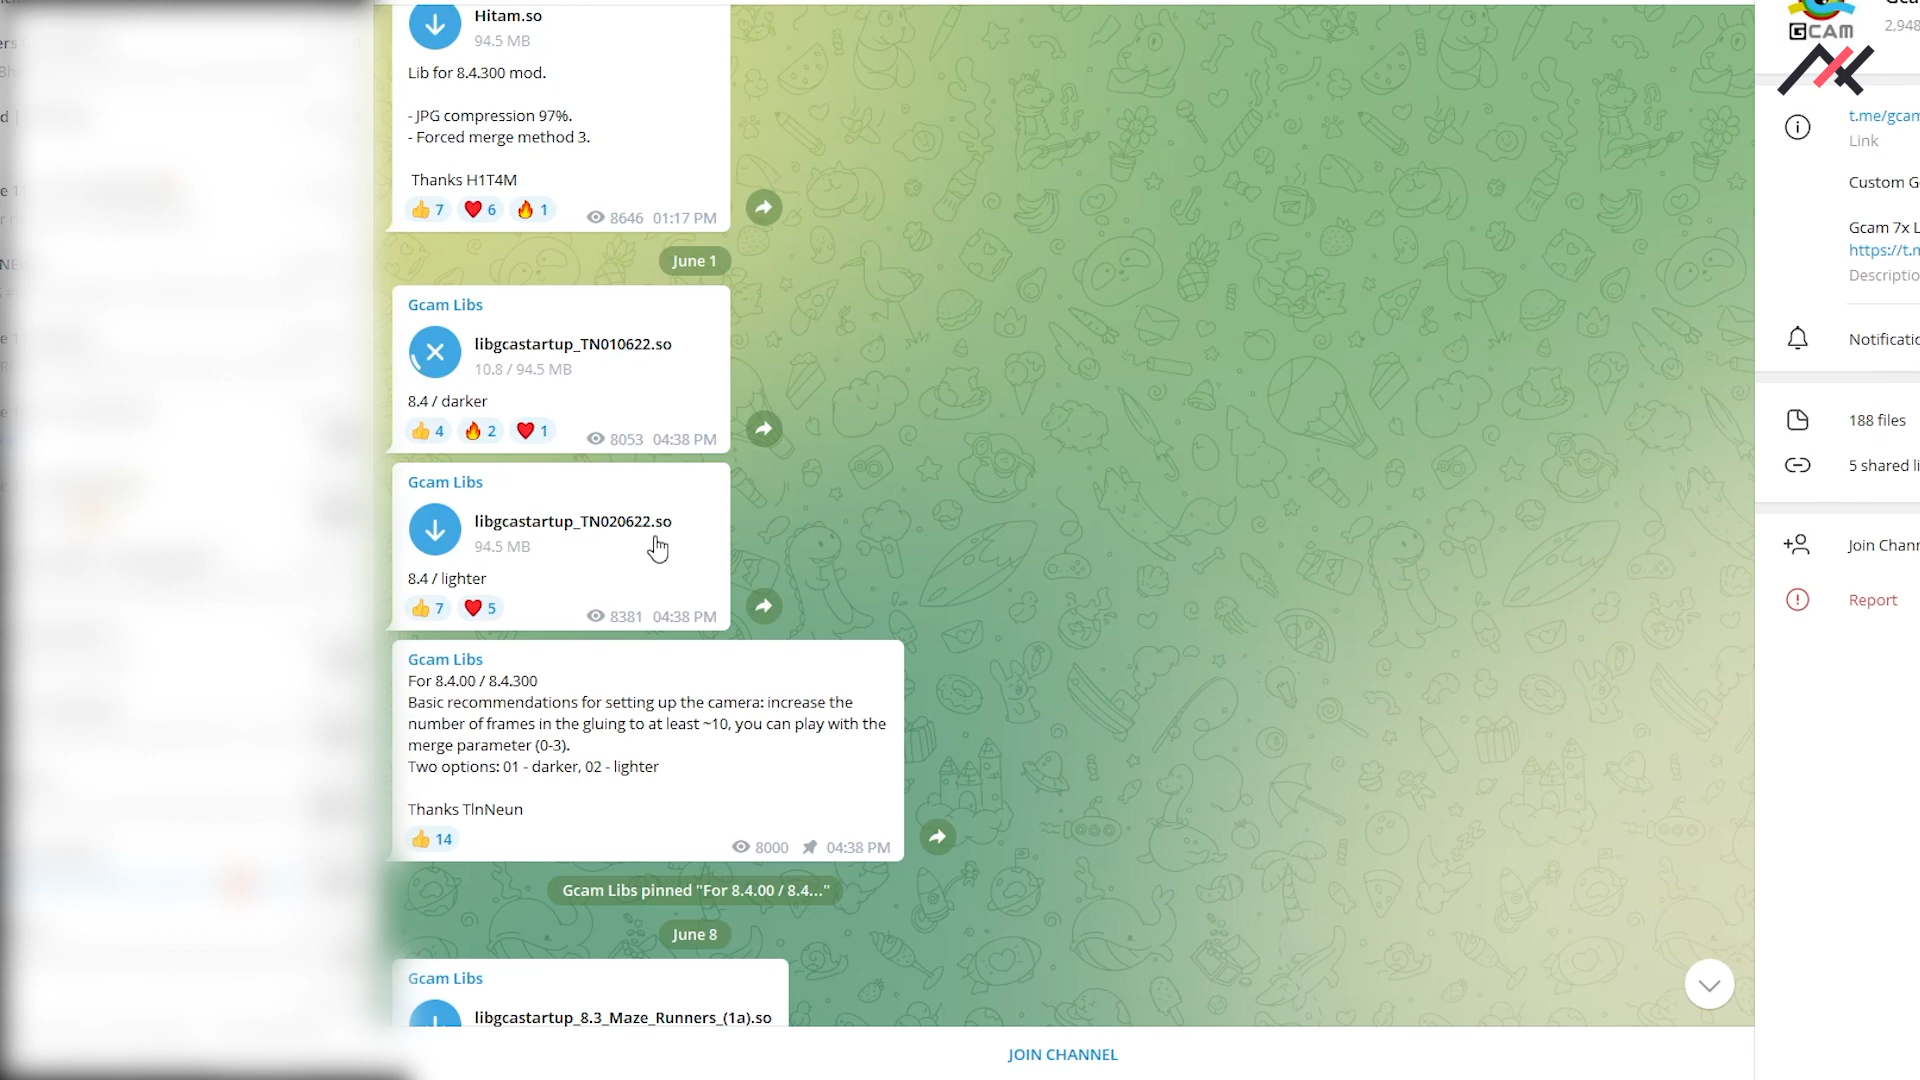 Hitam.so
94.5 MB
Lib for 8.4.300 mod.
- JPG compression 97%.
- Forced merge method 3.
Thanks H1T4M
7 6 1 8646 01:17 PM
June 1
Gcam Libs
libgcastartup_TN010622.so
10.8 / 94.5 MB
8.4 / darker
4 2 1 8053 04:38 PM
Gcam Libs
libgcastartup_TN020622.so
94.5 MB
8.4 / lighter
7 5 8381 04:38 PM
Gcam Libs
For 8.4.00 / 8.4.300
Basic recommendations for setting up the camera: increase the
number of frames in the gluing to at least ~10, you can play with the
merge parameter (0-3).
Two options: 01 - darker, 02 - lighter
Thanks TlnNeun
14 8000 04:38 PM
Gcam Libs pinned "For 8.4.00 / 8.4..."
June 8
Gcam Libs
libgcastartup_8.3_Maze_Runners_(1a).so
JOIN CHANNEL
GCAM
2,948
t.me/gcam
Link
Custom G
Gcam 7x L
https://t.m
Descriptio
Notificatio
188 files
5 shared li
Join Chann
Report